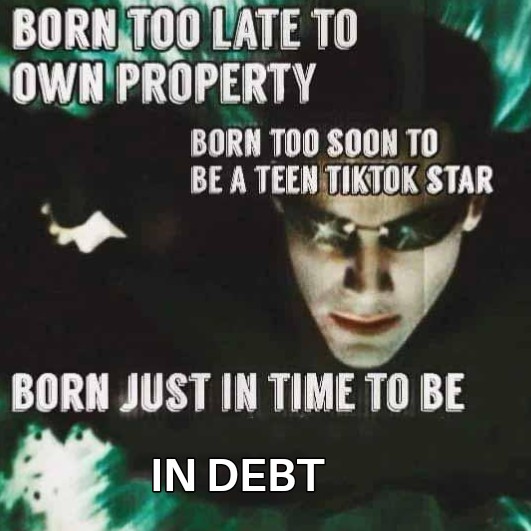 BORN TOO LATE TO
OWN PROPERTY
BORN TOO SOON TO
BE A TEEN TIKTOK STAR
BORN JUST IN TIME TO BE
IN DEBT